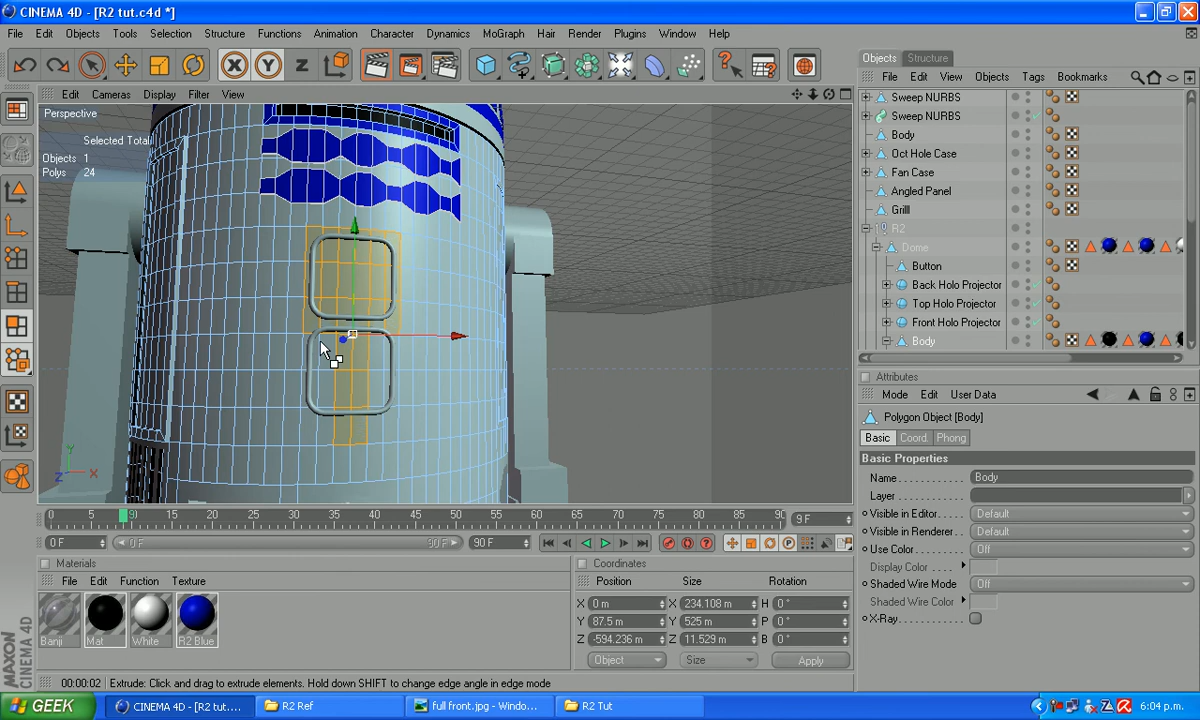 CINEMA 4D - [R2 tut.c4d *]
File Edit Objects Tools Selection Structure Functions Animation Character Dynamics MoGraph Hair Render Plugins Window Help
Edit Cameras Display Filter View
Perspective
Selected Total
Objects 1
Polys 24
Y
Z X
Objects Structure
File Edit View Objects Tags Bookmarks
Sweep NURBS
Sweep NURBS
Body
Oct Hole Case
Fan Case
Angled Panel
Grill
R2
Dome
Button
Back Holo Projector
Top Holo Projector
Front Holo Projector
Body
Attributes
Mode Edit User Data
Polygon Object [Body]
Basic Coord. Phong
Basic Properties
Name Body
Layer
Visible in Editor Default
Visible in Renderer Default
Use Color Off
Display Color
Shaded Wire Mode Off
Shaded Wire Color
X-Ray
0 5 9 15 20 25 30 35 40 45 50 55 60 65 70 75 80 85 90 9 F
0 F 0 F 90 F 90 F
Materials
File Edit Function Texture
Banji Mat White R2 Blue
Coordinates
Position Size Rotation
X 0 m X 234.108 m H 0 °
Y 87.5 m Y 525 m P 0 °
Z -594.236 m Z 11.529 m B 0 °
Object Size Apply
MAXON CINEMA 4D
00:00:02 Extrude: Click and drag to extrude elements. Hold down SHIFT to change edge angle in edge mode
GEEK CINEMA 4D - [R2 tut.... R2 Ref full front.jpg - Windo... R2 Tut 6:04 p.m.